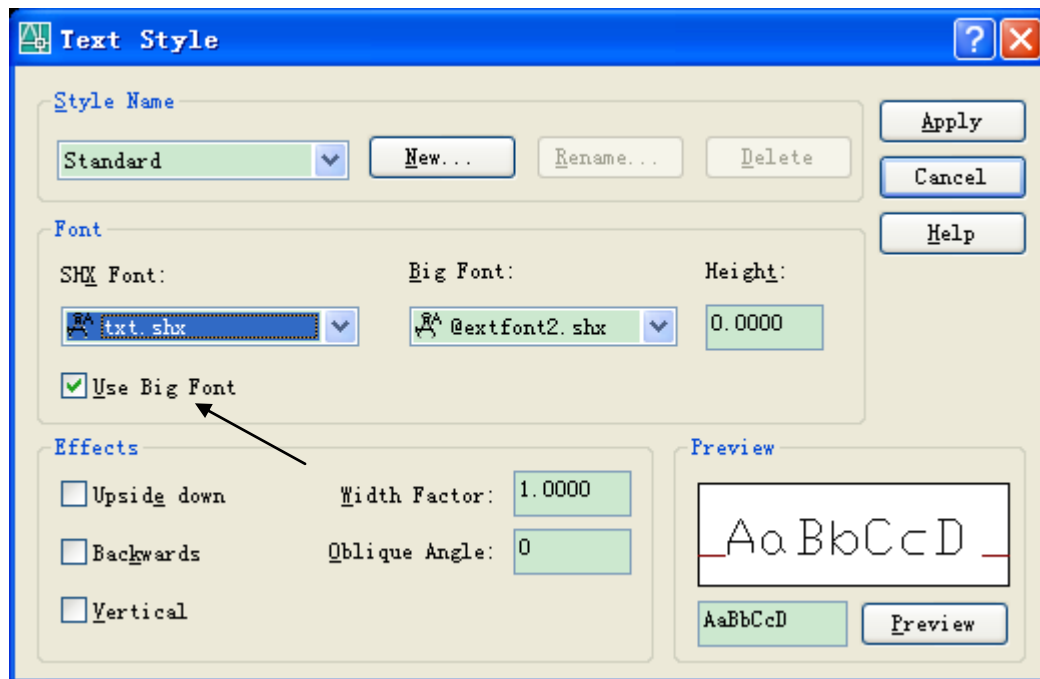 Text Style
Style Name
Standard
New...
Rename...
Delete
Apply
Cancel
Help
Font
SHX Font:
Big Font:
Height:
txt.shx
@extfont2.shx
0.0000
Use Big Font
Effects
Upside down
Width Factor:
1.0000
Backwards
Oblique Angle:
0
Vertical
Preview
AaBbCcD
AaBbCcD
Preview